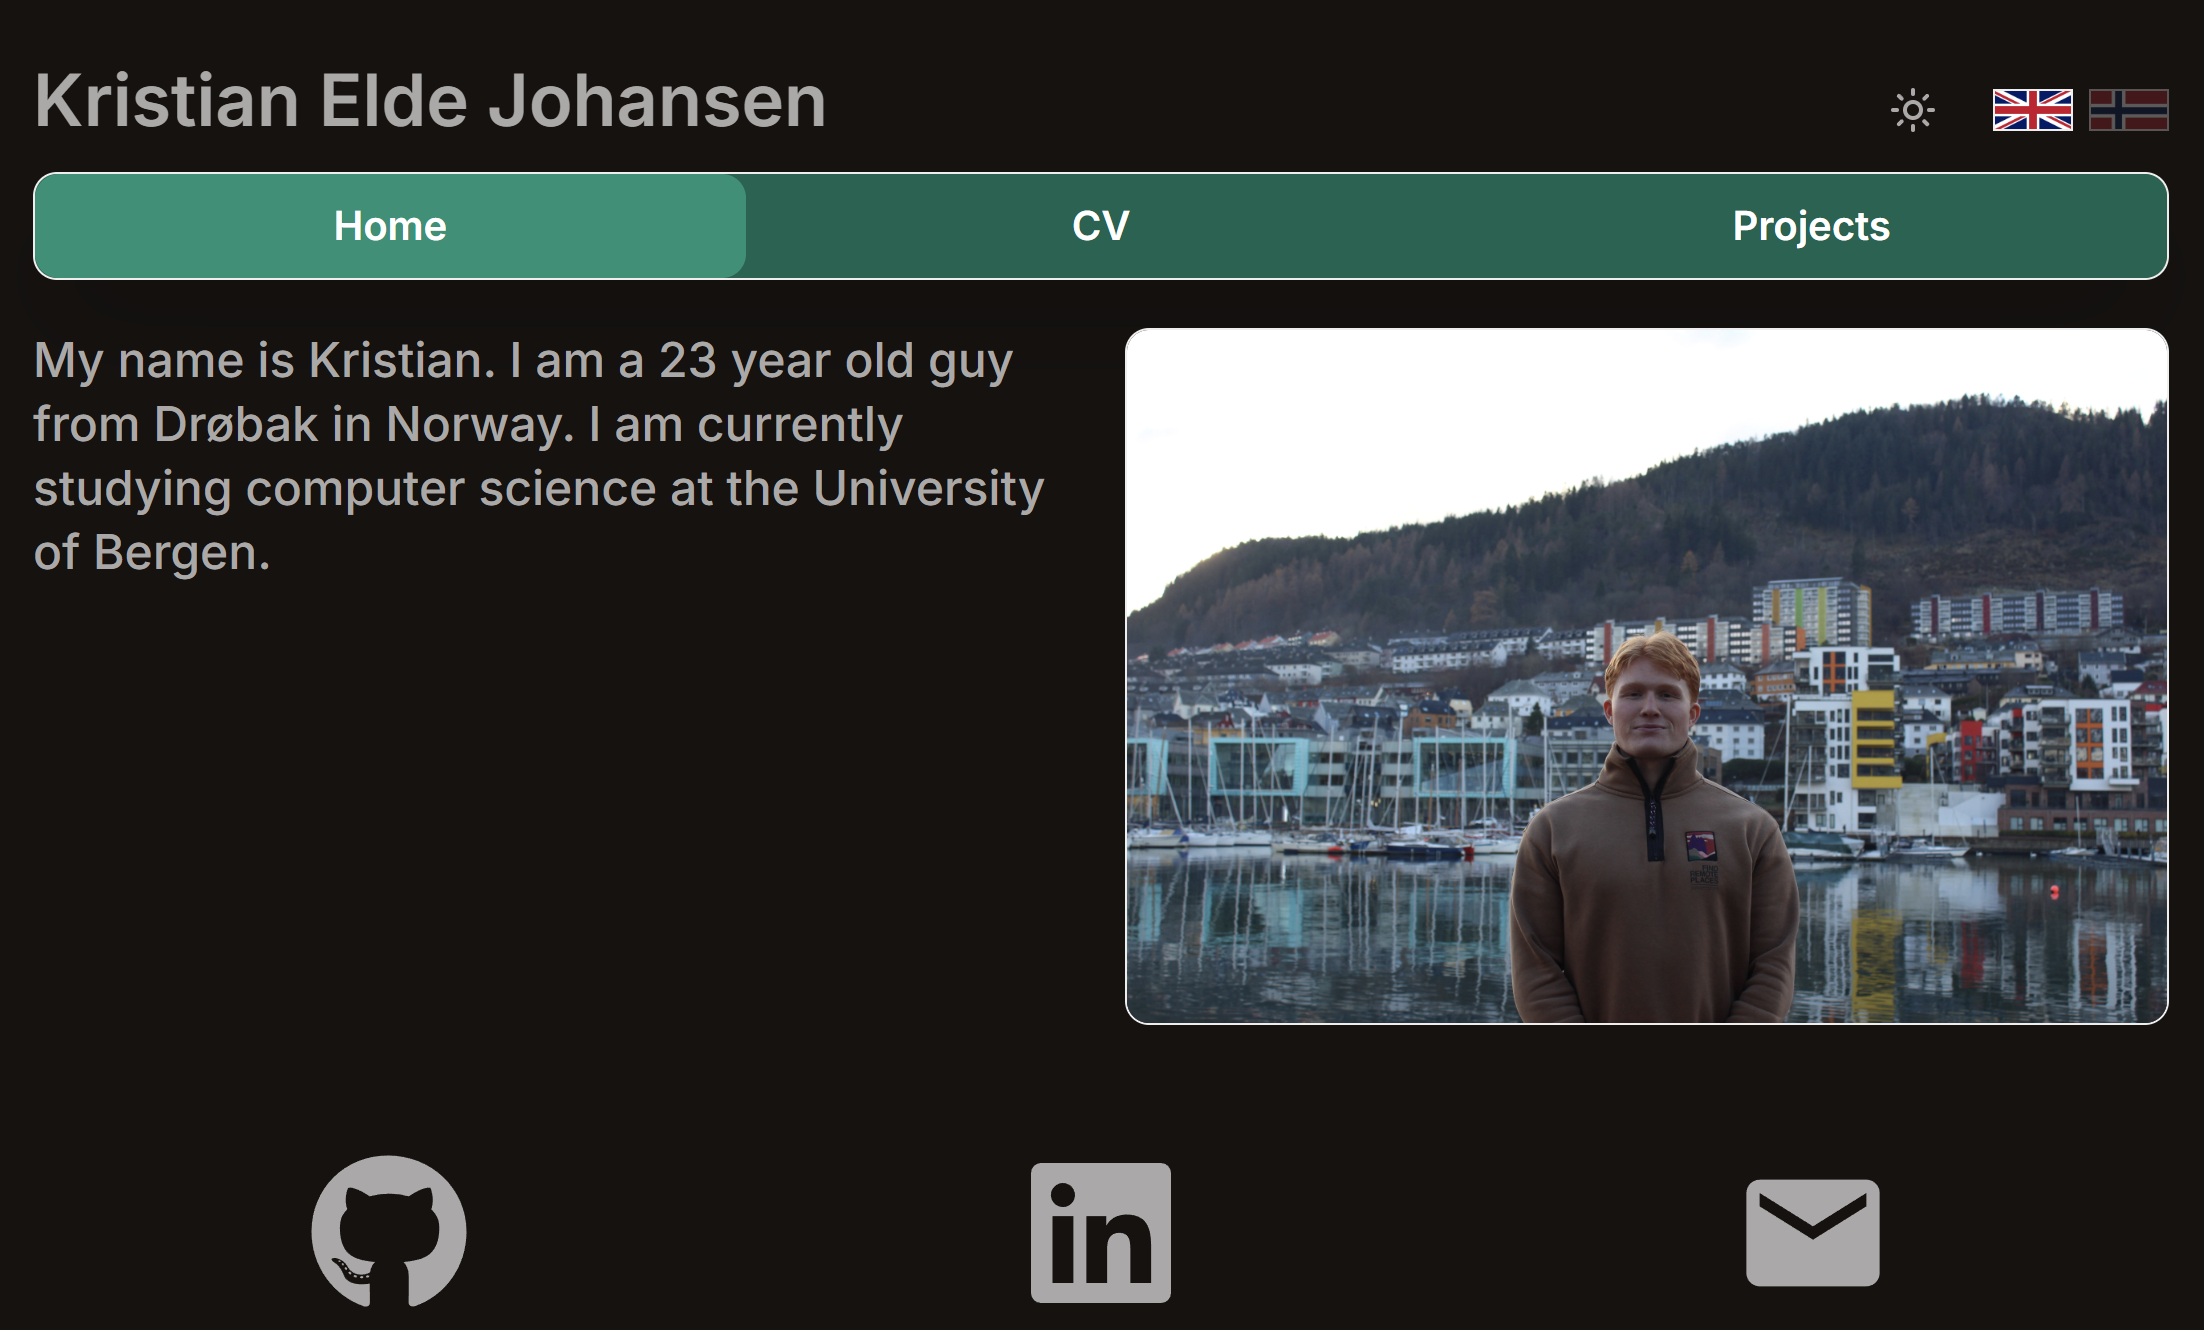 Kristian Elde Johansen
Home
CV
Projects
My name is Kristian. I am a 23 year old guy
from Drøbak in Norway. I am currently
studying computer science at the University
of Bergen.
in